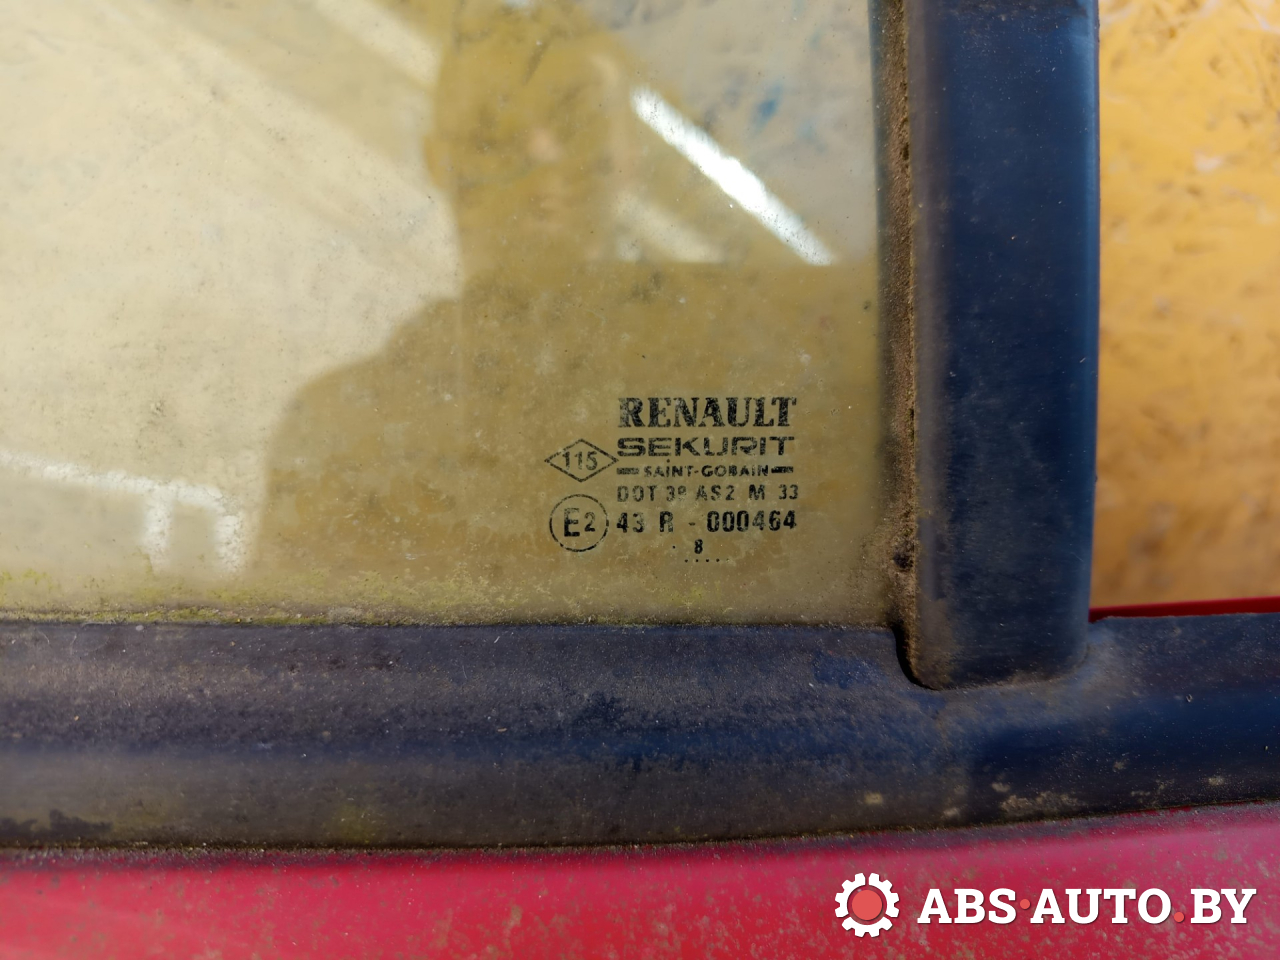 RENAULT
115
SEKURIT
SAINT-GOBAIN
DOT 38 AS2 M 33
E2
43 R - 000464
. 8
.....
ABS·AUTO.BY